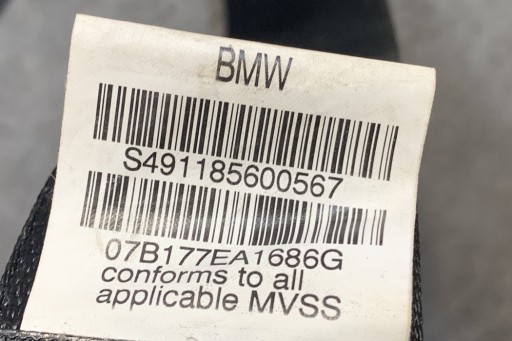 BMW
S491185600567
07B177EA1686G
conforms to all
applicable MVSS